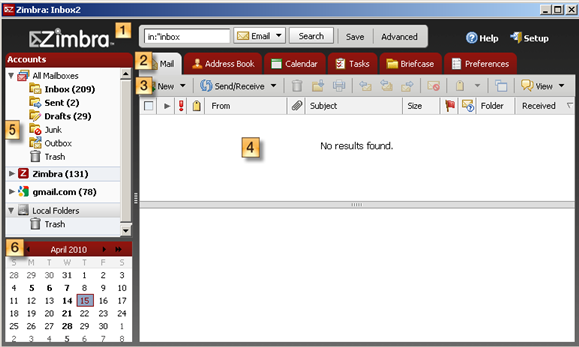 Zimbra: Inbox2
1
Zimbra™
in:"inbox
Email
Search
Save
Advanced
Help
Setup
Accounts
2
Mail
Address Book
Calendar
Tasks
Briefcase
Preferences
3
New
Send/Receive
View
From
Subject
Size
Folder
Received
4
No results found.
All Mailboxes
Inbox (209)
Sent (2)
Drafts (29)
5
Junk
Outbox
Trash
Zimbra (131)
gmail.com (78)
Local Folders
Trash
6
April 2010
S M T W T F S
28 29 30 31 1 2 3
4 5 6 7 8 9 10
11 12 13 14 15 16 17
18 19 20 21 22 23 24
25 26 27 28 29 30 1
2 3 4 5 6 7 8